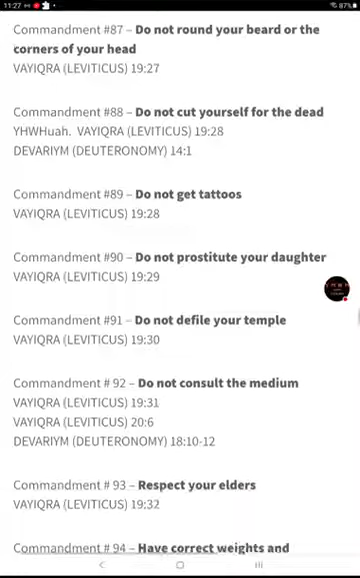 11:27
87%
Commandment #87 – Do not round your beard or the
corners of your head
VAYIQRA (LEVITICUS) 19:27
Commandment #88 – Do not cut yourself for the dead
YHWHuah.  VAYIQRA (LEVITICUS) 19:28
DEVARIYM (DEUTERONOMY) 14:1
Commandment #89 – Do not get tattoos
VAYIQRA (LEVITICUS) 19:28
Commandment #90 – Do not prostitute your daughter
VAYIQRA (LEVITICUS) 19:29
Commandment #91 – Do not defile your temple
VAYIQRA (LEVITICUS) 19:30
Commandment # 92 – Do not consult the medium
VAYIQRA (LEVITICUS) 19:31
VAYIQRA (LEVITICUS) 20:6
DEVARIYM (DEUTERONOMY) 18:10-12
Commandment # 93 – Respect your elders
VAYIQRA (LEVITICUS) 19:32
Commandment # 94 – Have correct weights and